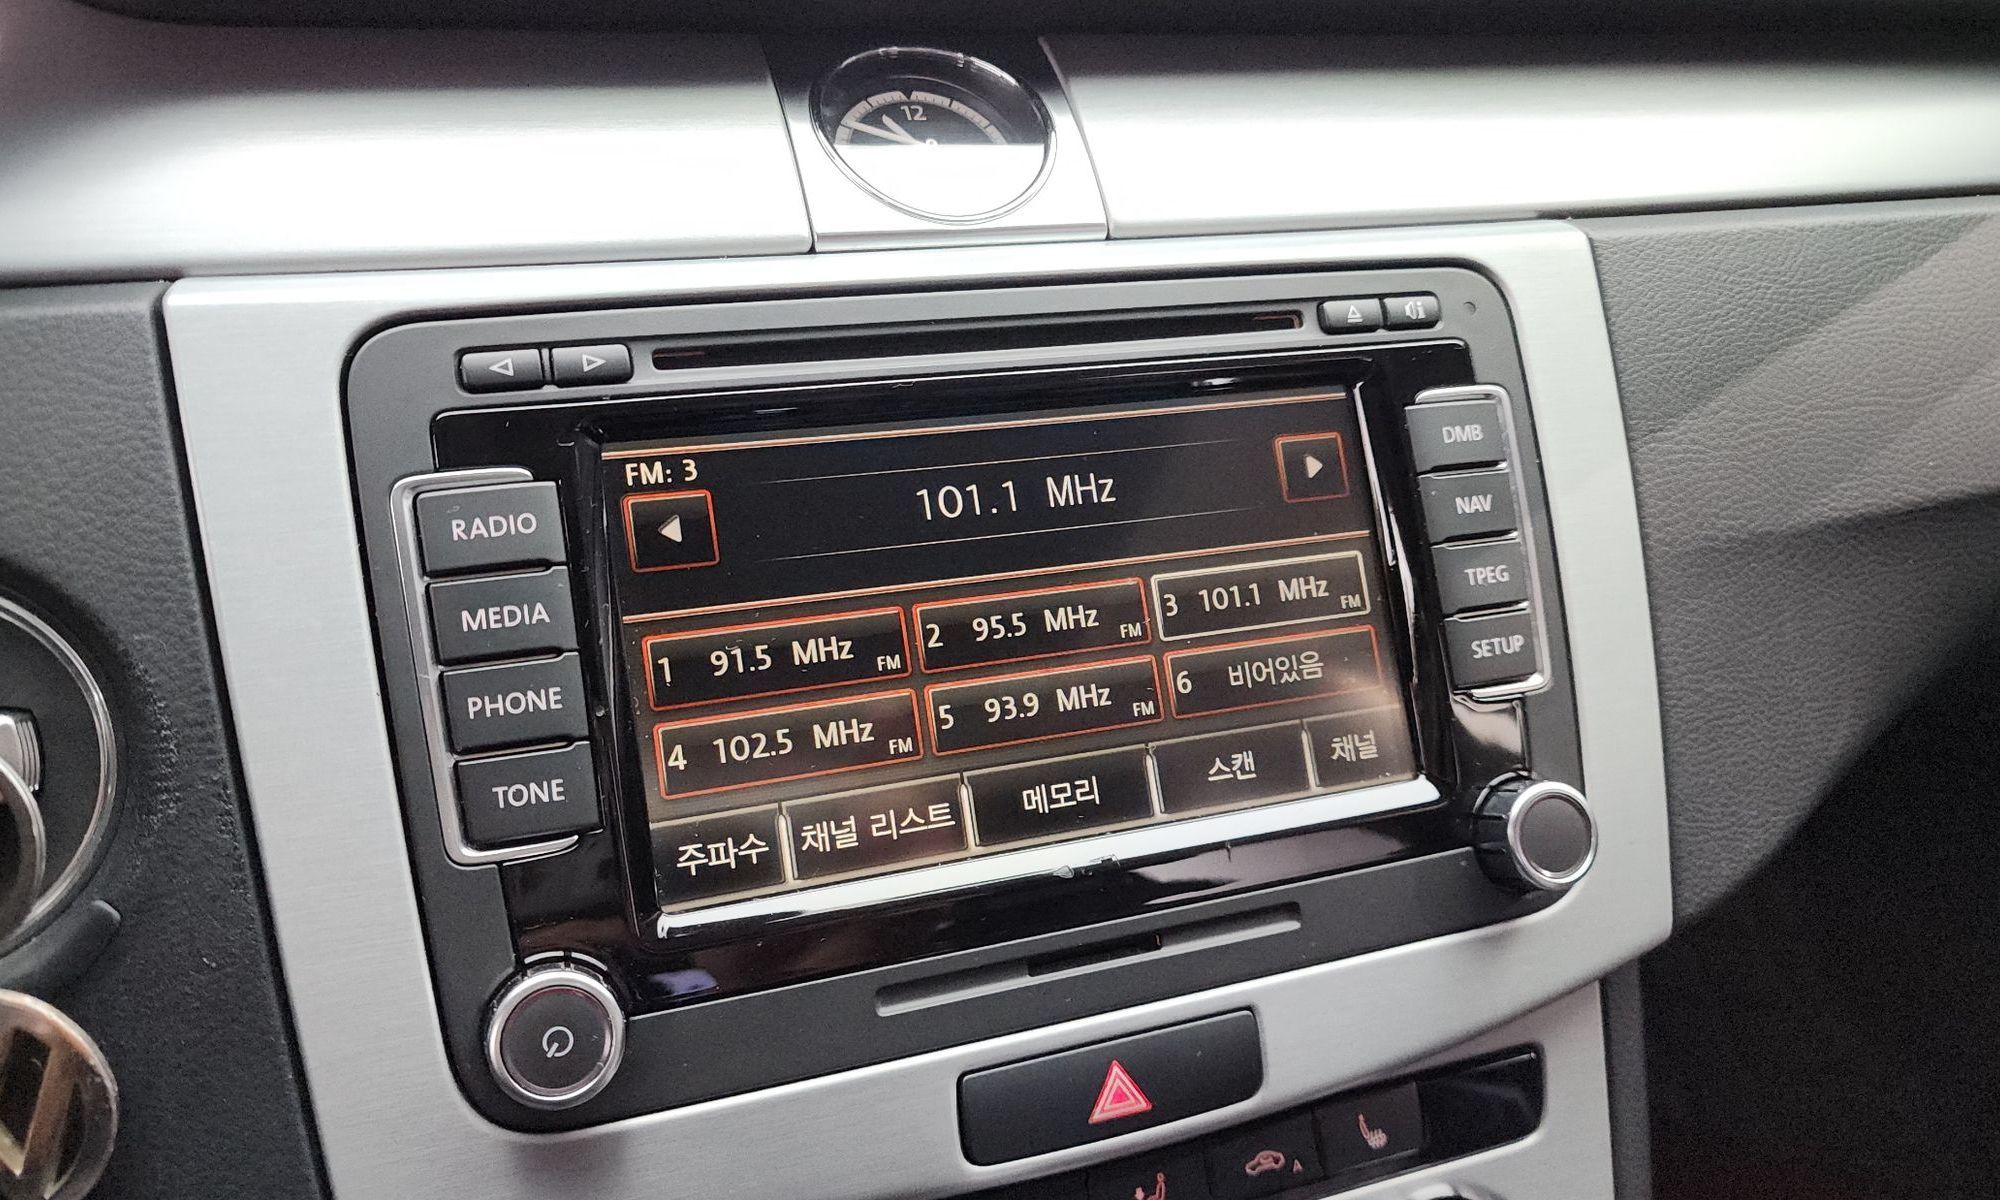 12
FM: 3
101.1 MHz
1 91.5 MHz FM
2 95.5 MHz FM
3 101.1 MHz FM
4 102.5 MHz FM
5 93.9 MHz FM
6 비어있음
주파수
채널 리스트
메모리
스캔
채널
RADIO
MEDIA
PHONE
TONE
DMB
NAV
TPEG
SETUP
A